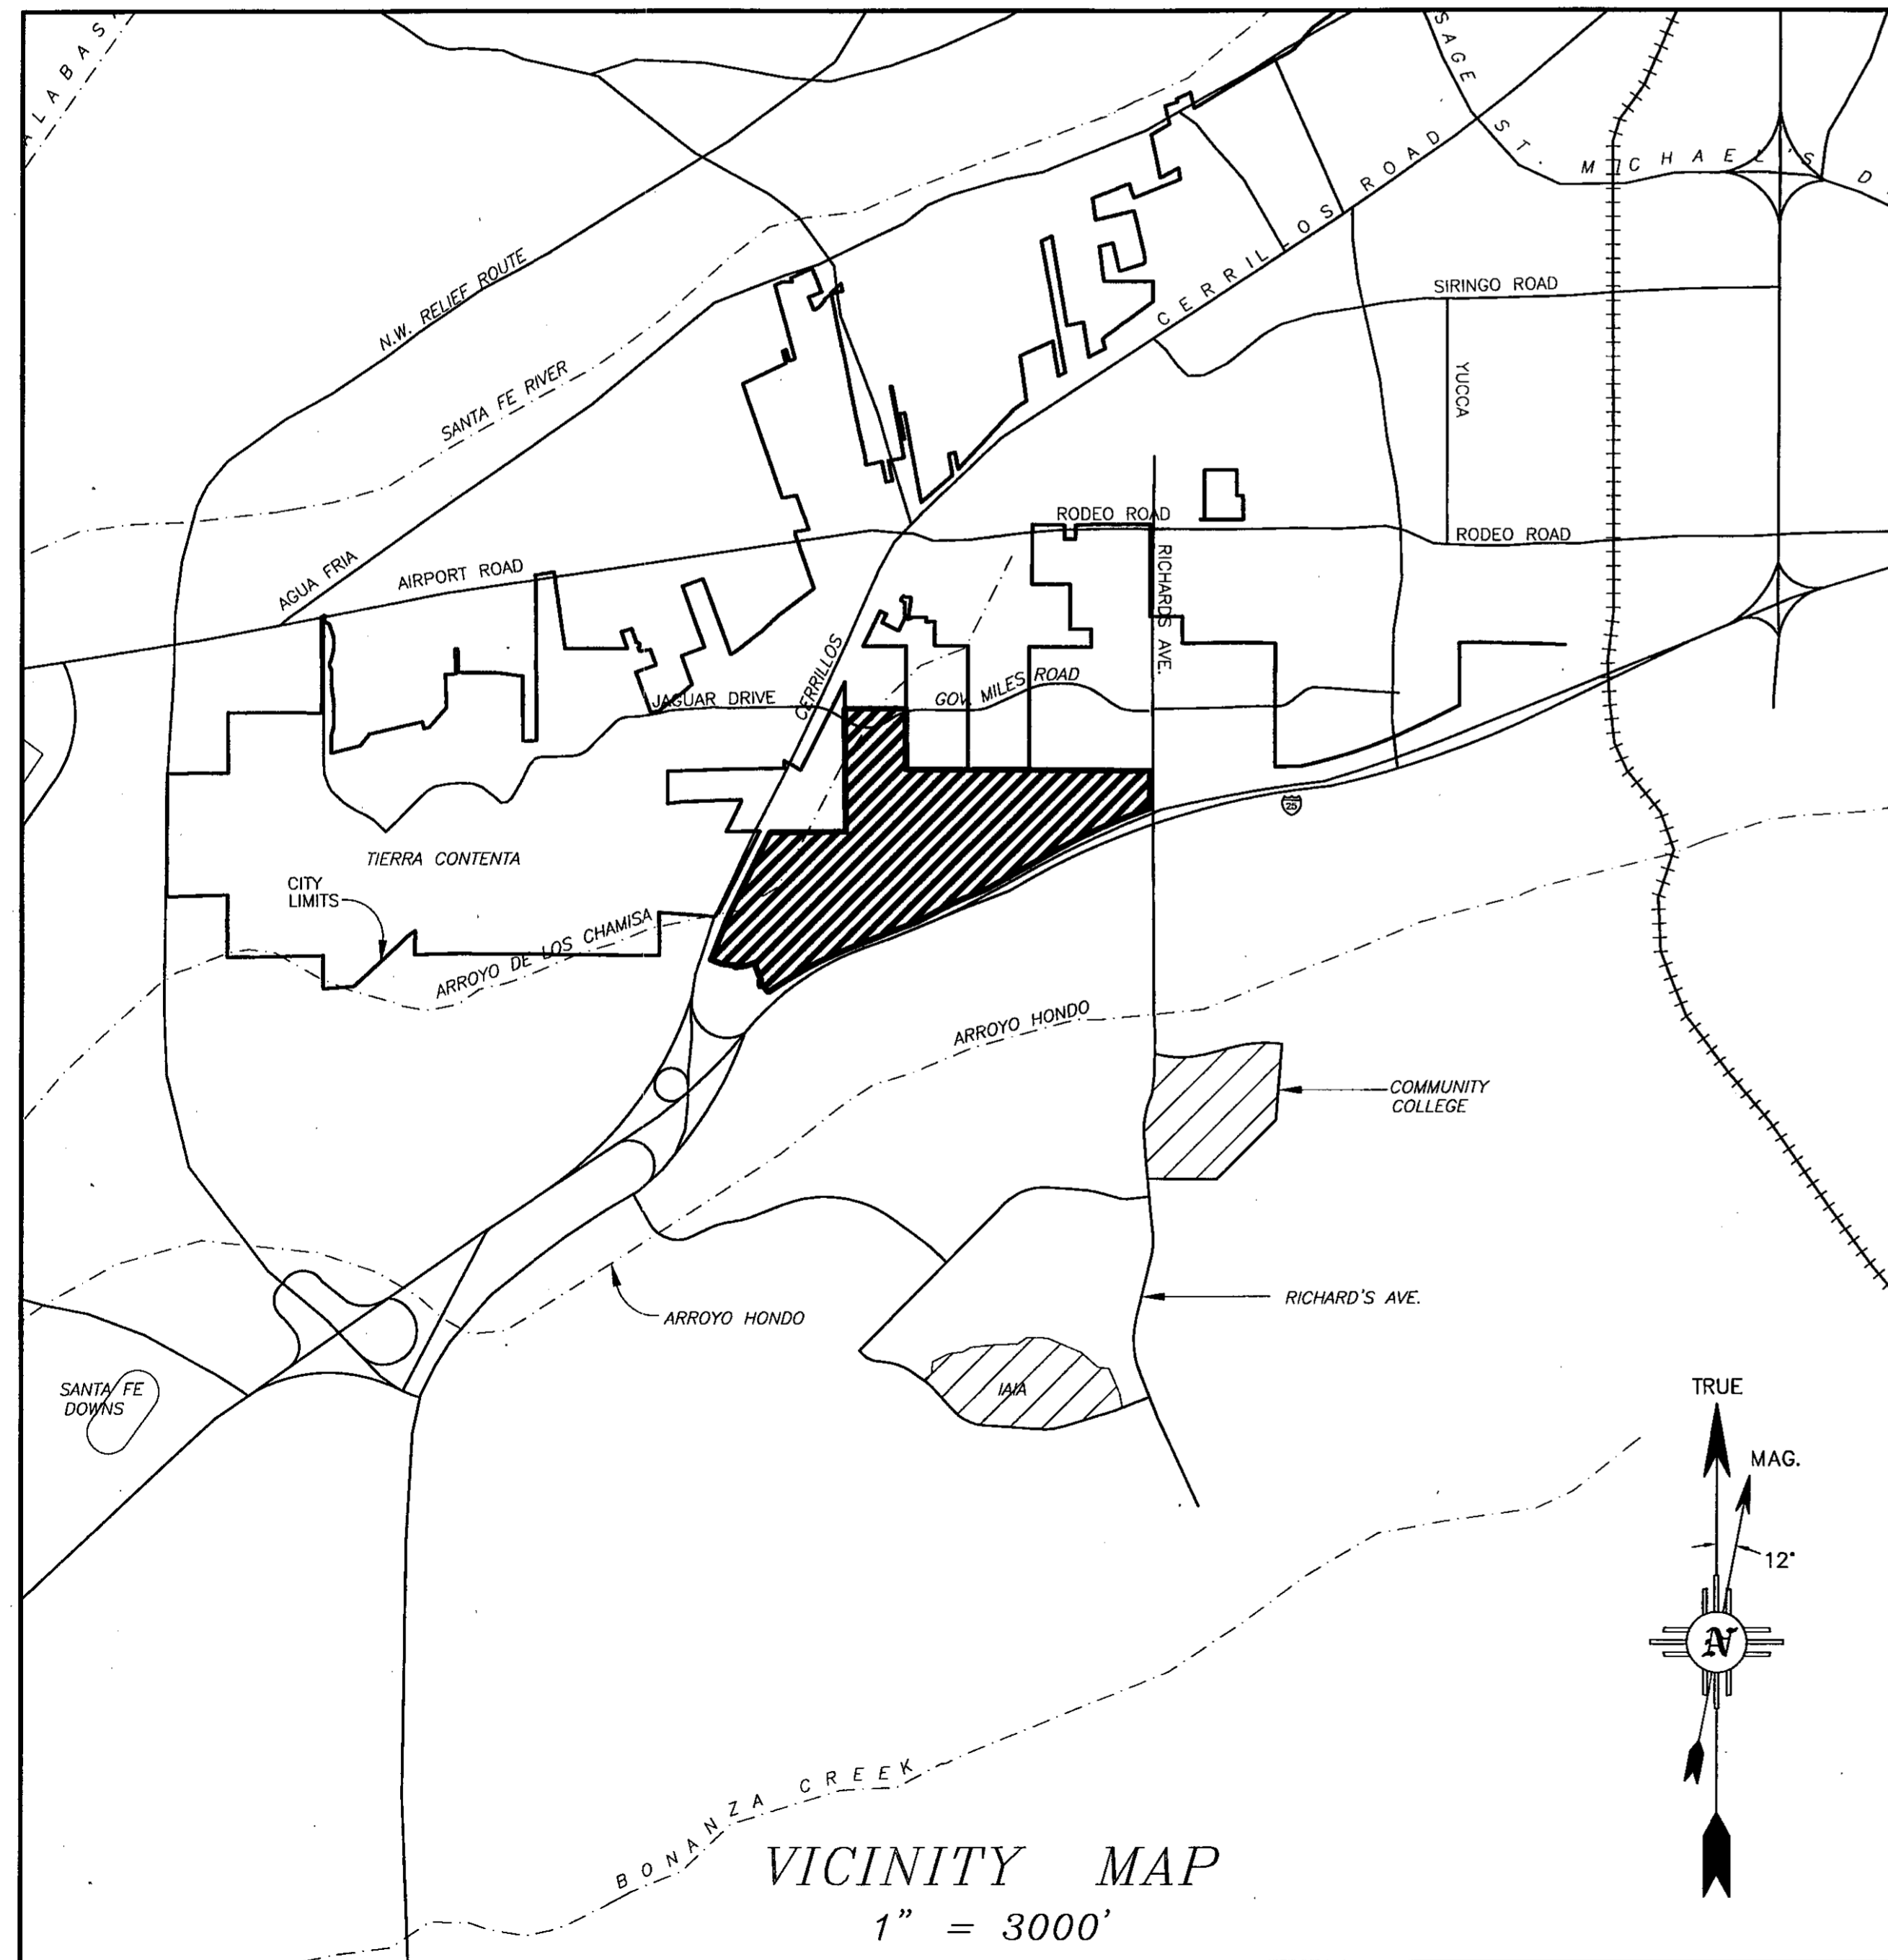 ALABAS
SAGE ST.
MICHAEL'S D
CERRILLOS ROAD
N.W. RELIEF ROUTE
SIRINGO ROAD
SANTA FE RIVER
YUCCA
RODEO ROAD
RODEO ROAD
AGUA FRIA
AIRPORT ROAD
RICHARD'S AVE.
CERRILLOS
JAGUAR DRIVE
GOV. MILES ROAD
25
TIERRA CONTENTA
CITY
LIMITS
ARROYO DE LOS CHAMISA
ARROYO HONDO
COMMUNITY
COLLEGE
RICHARD'S AVE.
ARROYO HONDO
SANTA FE
DOWNS
IAIA
TRUE
MAG.
12°
N
BONANZA CREEK
VICINITY MAP
1" = 3000'